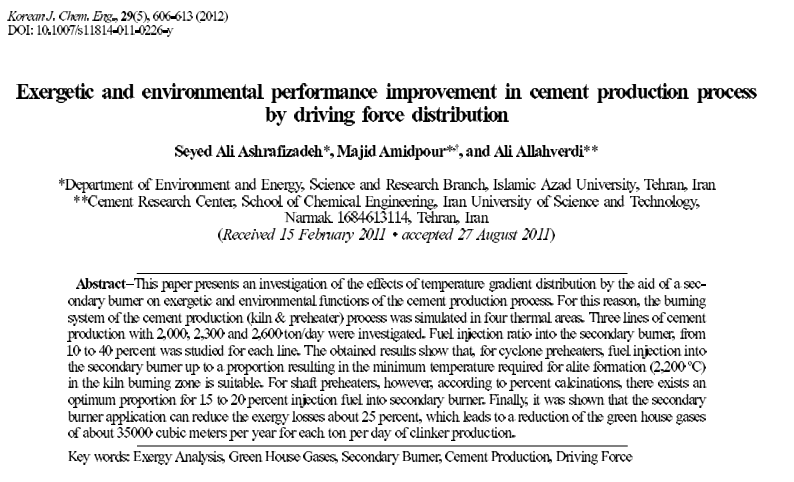 Korean J. Chem. Eng., 29(5), 606-613 (2012)
DOI: 10.1007/s11814-011-0226-y
Exergetic and environmental performance improvement in cement production process
by driving force distribution
Seyed Ali Ashrafizadeh*, Majid Amidpour*,†, and Ali Allahverdi**
*Department of Environment and Energy, Science and Research Branch, Islamic Azad University, Tehran, Iran
**Cement Research Center, School of Chemical Engineering, Iran University of Science and Technology,
Narmak 1684613114, Tehran, Iran
(Received 15 February 2011 • accepted 27 August 2011)
Abstract−This paper presents an investigation of the effects of temperature gradient distribution by the aid of a sec-
ondary burner on exergetic and environmental functions of the cement production process. For this reason, the burning
system of the cement production (kiln & preheater) process was simulated in four thermal areas. Three lines of cement
production with 2,000, 2,300 and 2,600 ton/day were investigated. Fuel injection ratio into the secondary burner, from
10 to 40 percent was studied for each line. The obtained results show that, for cyclone preheaters, fuel injection into
the secondary burner up to a proportion resulting in the minimum temperature required for alite formation (2,200 °C)
in the kiln burning zone is suitable. For shaft preheaters, however, according to percent calcinations, there exists an
optimum proportion for 15 to 20 percent injection fuel into secondary burner. Finally, it was shown that the secondary
burner application can reduce the exergy losses about 25 percent, which leads to a reduction of the green house gases
of about 35000 cubic meters per year for each ton per day of clinker production.
Key words: Exergy Analysis, Green House Gases, Secondary Burner, Cement Production, Driving Force